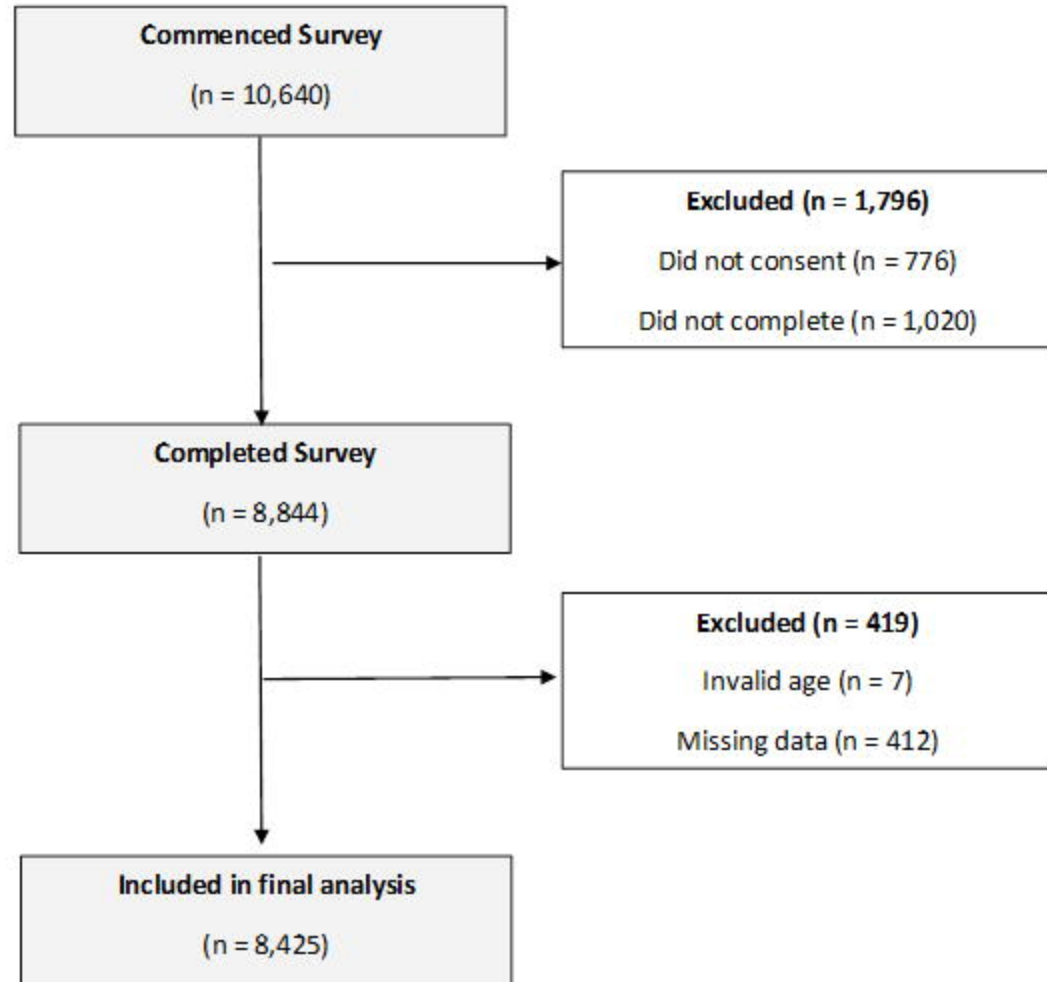 Commenced Survey
(n = 10,640)
Excluded (n = 1,796)
Did not consent (n = 776)
Did not complete (n = 1,020)
Completed Survey
(n = 8,844)
Excluded (n = 419)
Invalid age (n = 7)
Missing data (n = 412)
Included in final analysis
(n = 8,425)